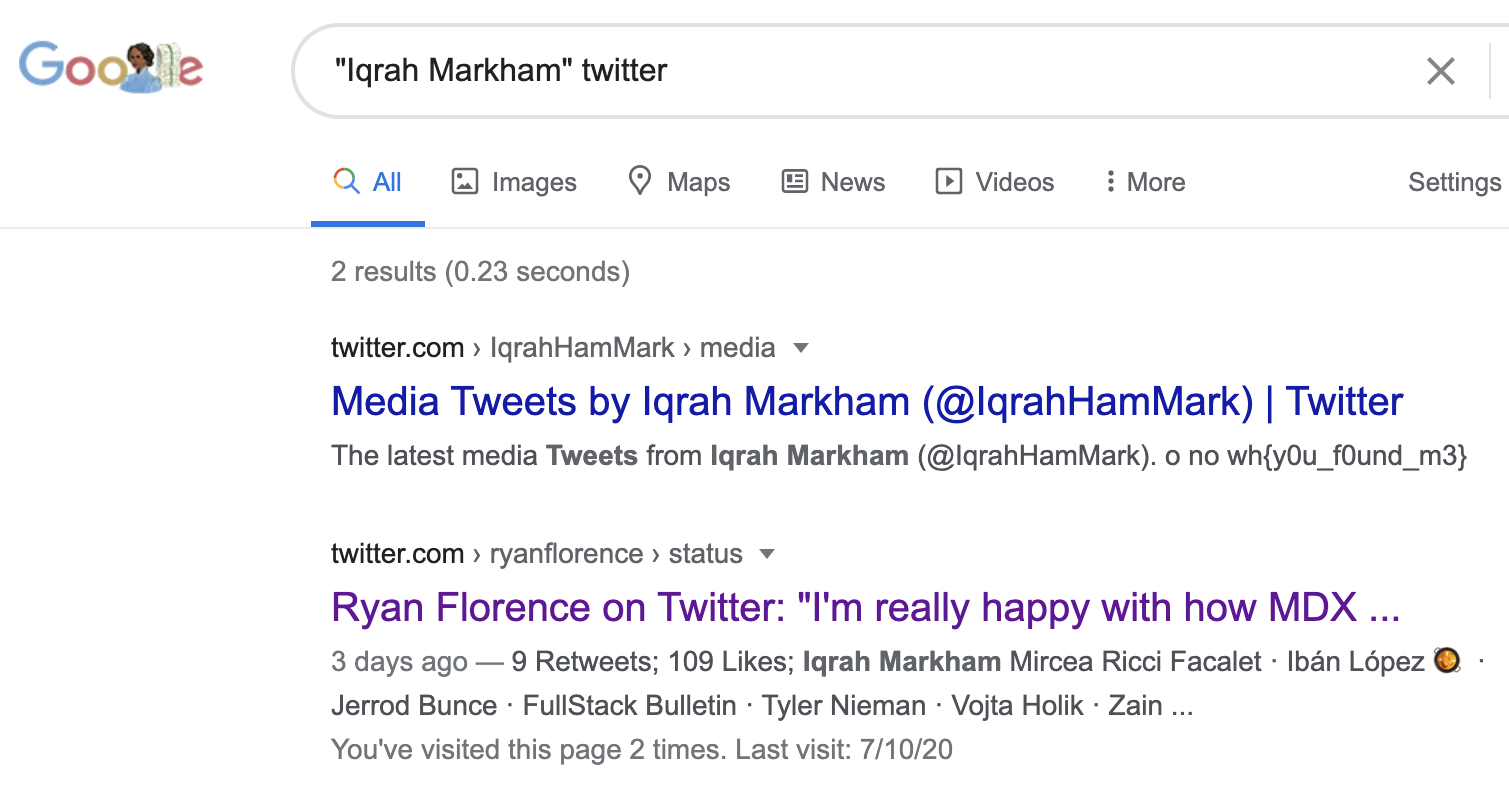 Google
"Iqrah Markham" twitter
All Images Maps News Videos More Settings
2 results (0.23 seconds)
twitter.com › IqrahHamMark › media
Media Tweets by Iqrah Markham (@IqrahHamMark) | Twitter
The latest media Tweets from Iqrah Markham (@IqrahHamMark). o no wh{y0u_f0und_m3}
twitter.com › ryanflorence › status
Ryan Florence on Twitter: "I'm really happy with how MDX ...
3 days ago — 9 Retweets; 109 Likes; Iqrah Markham Mircea Ricci Facalet · Ibán López 🥘 ·
Jerrod Bunce · FullStack Bulletin · Tyler Nieman · Vojta Holik · Zain ...
You've visited this page 2 times. Last visit: 7/10/20